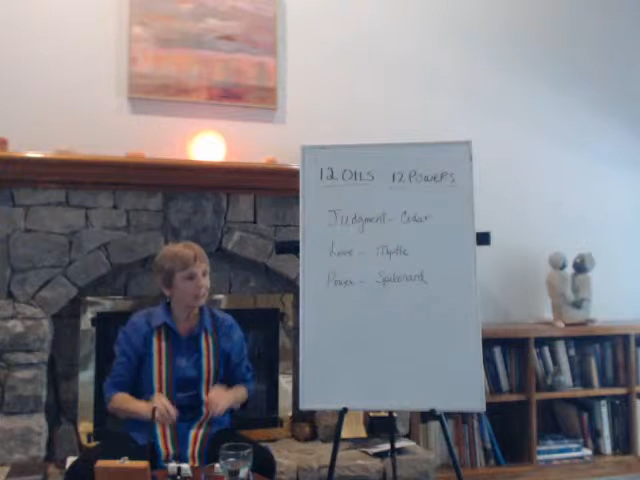 12 OILS 12 POWERS
Judgment - Cedar
Love - Myrtle
Power - Spikenard